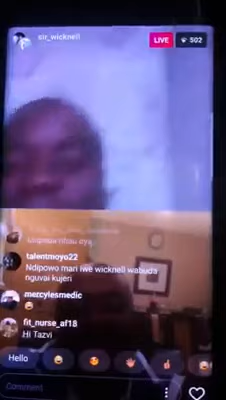 sir_wicknell
LIVE 502
talentmoyo22
Ndipowo mari iwe wicknell wabuda
nguvai kujeri
mercylesmedic
fit_nurse_af18
Hi Tazvi
Hello
Comment